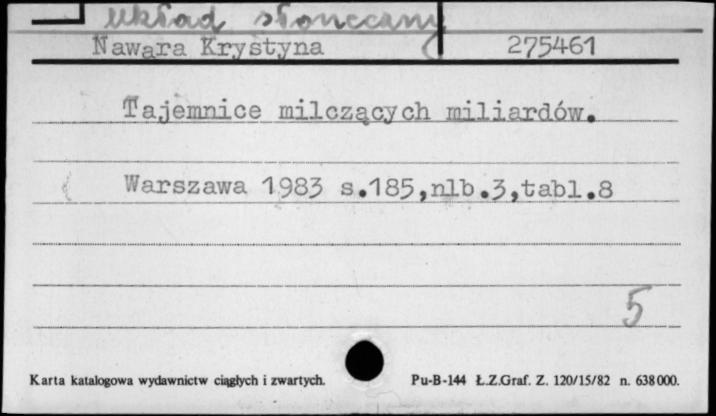 układ słoneczny
Nawara Krystyna 275461
Tajemnice milczących miliardów.
Warszawa 1983 s.185,nlb.3,tabl.8
5
Karta katalogowa wydawnictw ciągłych i zwartych. Pu-B-144 Ł.Z.Graf. Z. 120/15/82 n. 638000.